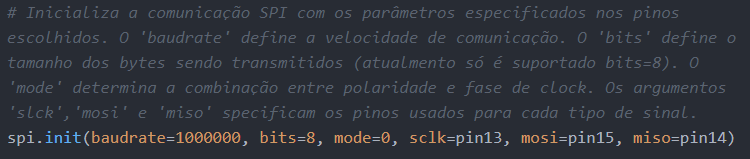 # Inicializa a comunicação SPI com os parâmetros especificados nos pinos
escolhidos. O 'baudrate' define a velocidade de comunicação. O 'bits' define o
tamanho dos bytes sendo transmitidos (atualmento só é suportado bits=8). O
'mode' determina a combinação entre polaridade e fase de clock. Os argumentos
'slck','mosi' e 'miso' especificam os pinos usados para cada tipo de sinal.
spi.init(baudrate=1000000, bits=8, mode=0, sclk=pin13, mosi=pin15, miso=pin14)